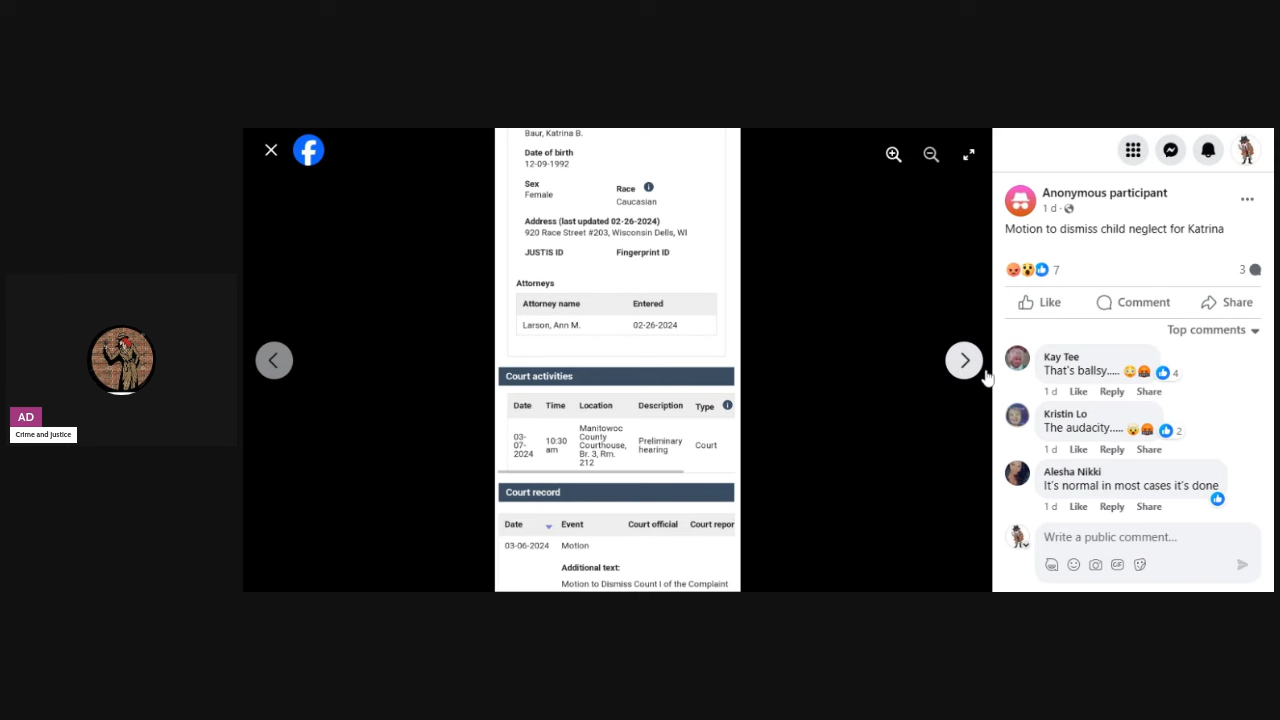 Baur, Katrina B.
Date of birth
12-09-1992
Sex
Female
Race
Caucasian
Address (last updated 02-26-2024)
920 Race Street #203, Wisconsin Dells, WI
JUSTIS ID
Fingerprint ID
Attorneys
Attorney name Entered
Larson, Ann M. 02-26-2024
Court activities
Date Time Location Description Type
03-
07-
2024
10:30
am
Manitowoc
County
Courthouse,
Br. 3, Rm.
212
Preliminary
hearing
Court
Court record
Date Event Court official Court repor
03-06-2024 Motion
Additional text:
Motion to Dismiss Count I of the Complaint
AD
Crime and Justice
Anonymous participant
1 d ·
Motion to dismiss child neglect for Katrina
7
3
Like Comment Share
Top comments
Kay Tee
That's ballsy.....
4
1 d Like Reply Share
Kristin Lo
The audacity.....
2
1 d Like Reply Share
Alesha Nikki
It's normal in most cases it's done
1 d Like Reply Share
Write a public comment...
GIF